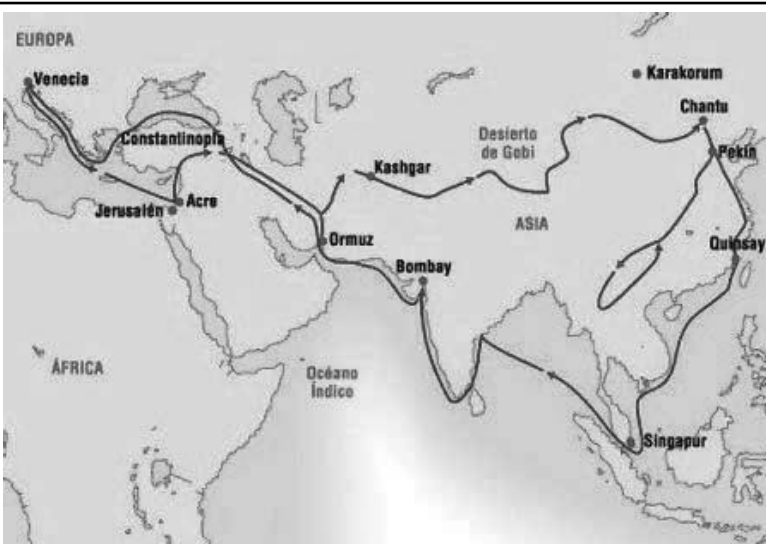 EUROPA
Venecia
Karakorum
Chantu
Constantinopla
Desierto
de Gobi
Pekín
Kashgar
Acre
Jerusalén
ASIA
Ormuz
Quinsay
Bombay
ÁFRICA
Océano
Índico
Singapur